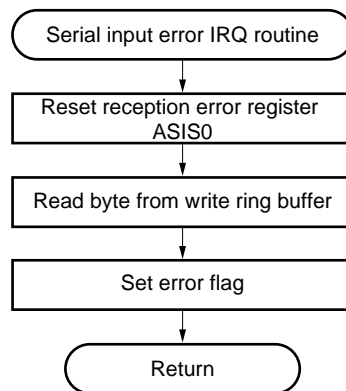 Serial input error IRQ routine
Reset reception error register
ASIS0
Read byte from write ring buffer
Set error flag
Return